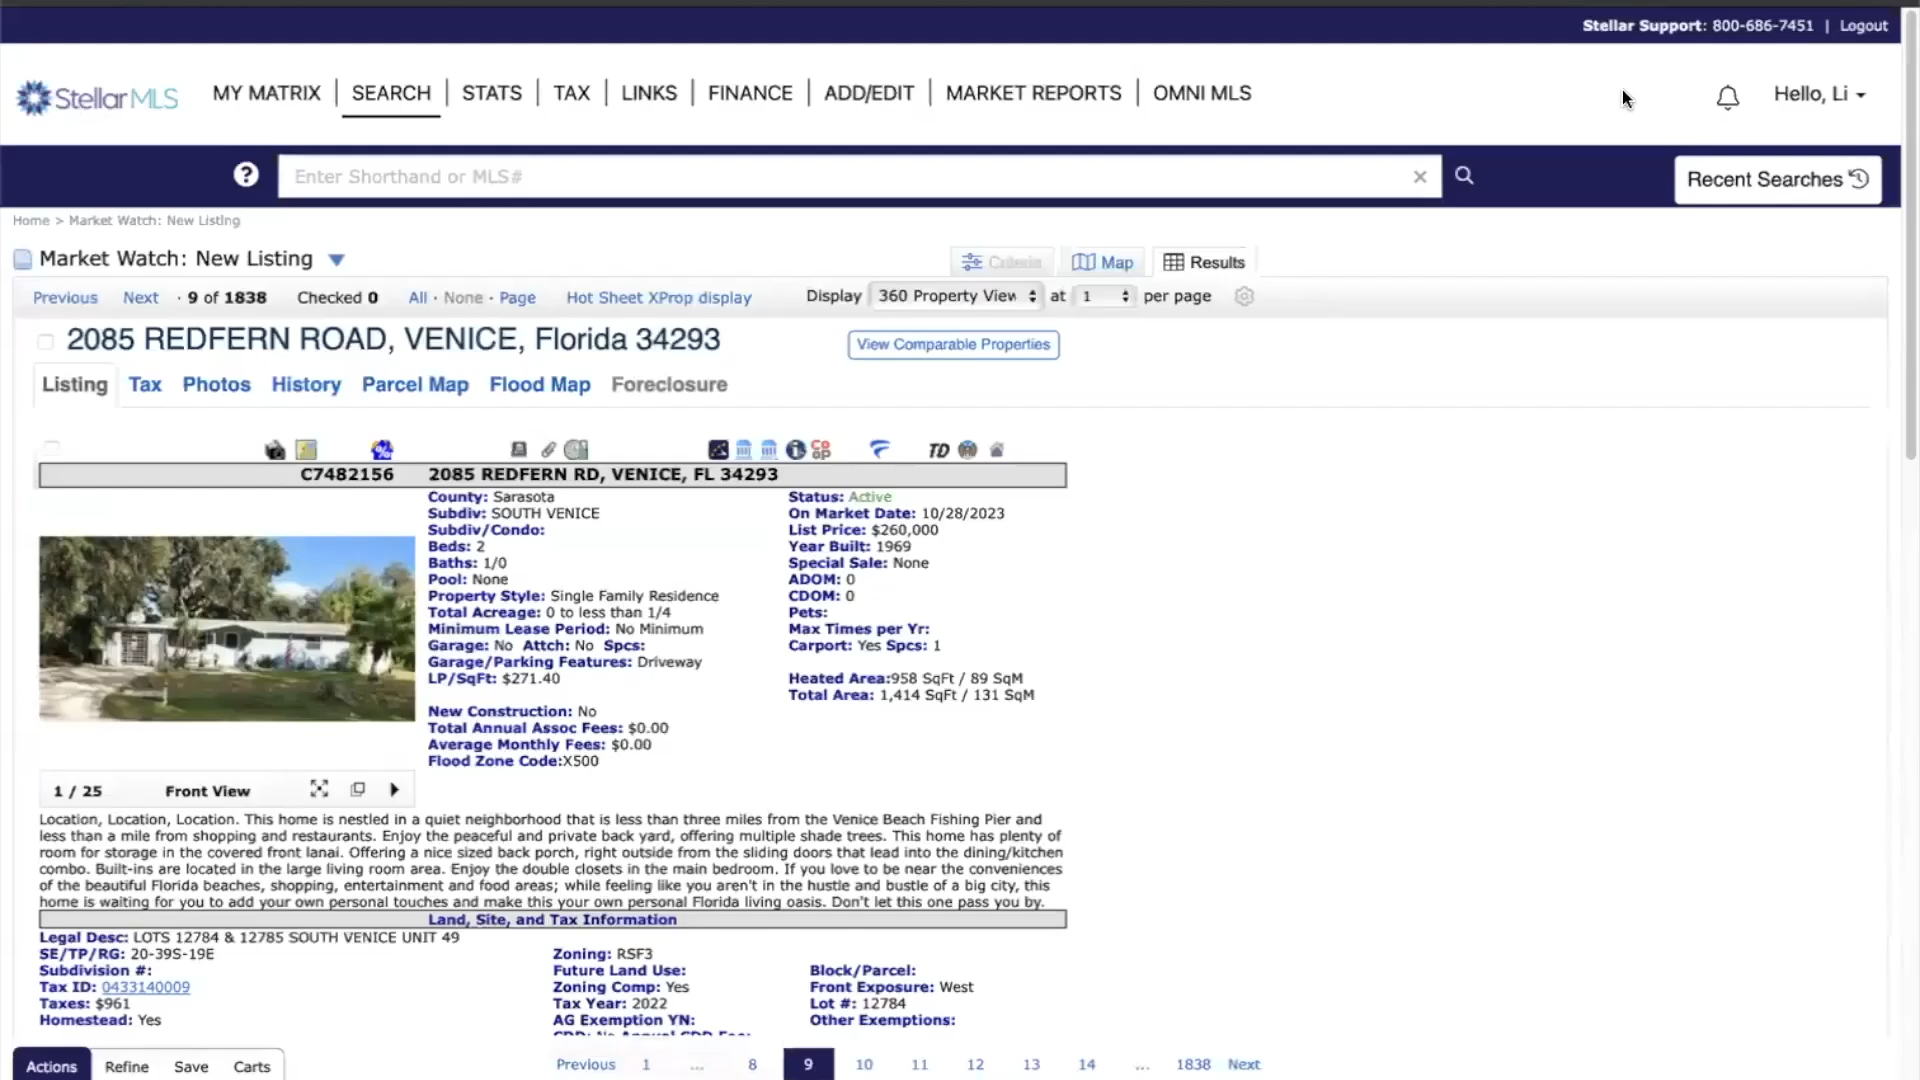 Stellar Support: 800-686-7451 | Logout
StellarMLS MY MATRIX SEARCH STATS TAX LINKS FINANCE ADD/EDIT MARKET REPORTS OMNI MLS Hello, Li
? Enter Shorthand or MLS# Recent Searches
Home > Market Watch: New Listing
Market Watch: New Listing Criteria Map Results
Previous Next · 9 of 1838 Checked 0 All · None · Page Hot Sheet XProp display Display 360 Property View at 1 per page
2085 REDFERN ROAD, VENICE, Florida 34293 View Comparable Properties
Listing Tax Photos History Parcel Map Flood Map Foreclosure
TD
C7482156 2085 REDFERN RD, VENICE, FL 34293
County: Sarasota
Subdiv: SOUTH VENICE
Subdiv/Condo:
Beds: 2
Baths: 1/0
Pool: None
Property Style: Single Family Residence
Total Acreage: 0 to less than 1/4
Minimum Lease Period: No Minimum
Garage: No Attch: No Spcs:
Garage/Parking Features: Driveway
LP/SqFt: $271.40
New Construction: No
Total Annual Assoc Fees: $0.00
Average Monthly Fees: $0.00
Flood Zone Code:X500
Status: Active
On Market Date: 10/28/2023
List Price: $260,000
Year Built: 1969
Special Sale: None
ADOM: 0
CDOM: 0
Pets:
Max Times per Yr:
Carport: Yes Spcs: 1
Heated Area:958 SqFt / 89 SqM
Total Area: 1,414 SqFt / 131 SqM
1 / 25 Front View
Location, Location, Location. This home is nestled in a quiet neighborhood that is less than three miles from the Venice Beach Fishing Pier and
less than a mile from shopping and restaurants. Enjoy the peaceful and private back yard, offering multiple shade trees. This home has plenty of
room for storage in the covered front lanai. Offering a nice sized back porch, right outside from the sliding doors that lead into the dining/kitchen
combo. Built-ins are located in the large living room area. Enjoy the double closets in the main bedroom. If you love to be near the conveniences
of the beautiful Florida beaches, shopping, entertainment and food areas; while feeling like you aren't in the hustle and bustle of a big city, this
home is waiting for you to add your own personal touches and make this your own personal Florida living oasis. Don't let this one pass you by.
Land, Site, and Tax Information
Legal Desc: LOTS 12784 & 12785 SOUTH VENICE UNIT 49
SE/TP/RG: 20-39S-19E
Subdivision #:
Tax ID: 0433140009
Taxes: $961
Homestead: Yes
Zoning: RSF3
Future Land Use:
Zoning Comp: Yes
Tax Year: 2022
AG Exemption YN:
CDD: No Annual CDD Fee:
Block/Parcel:
Front Exposure: West
Lot #: 12784
Other Exemptions:
Actions Refine Save Carts Previous 1 ... 8 9 10 11 12 13 14 ... 1838 Next